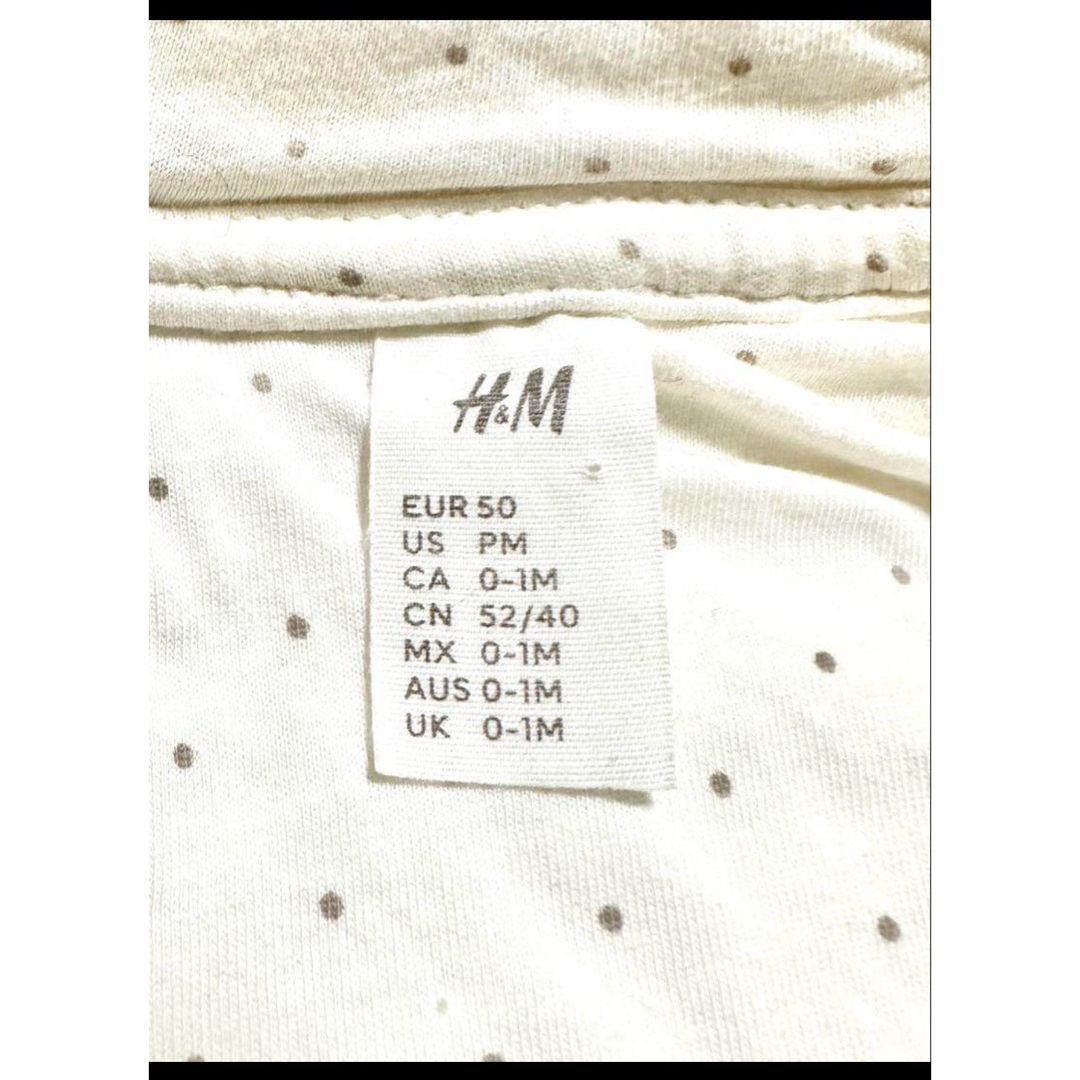 H&M
EUR 50
US PM
CA 0-1M
CN 52/40
MX 0-1M
AUS 0-1M
UK 0-1M